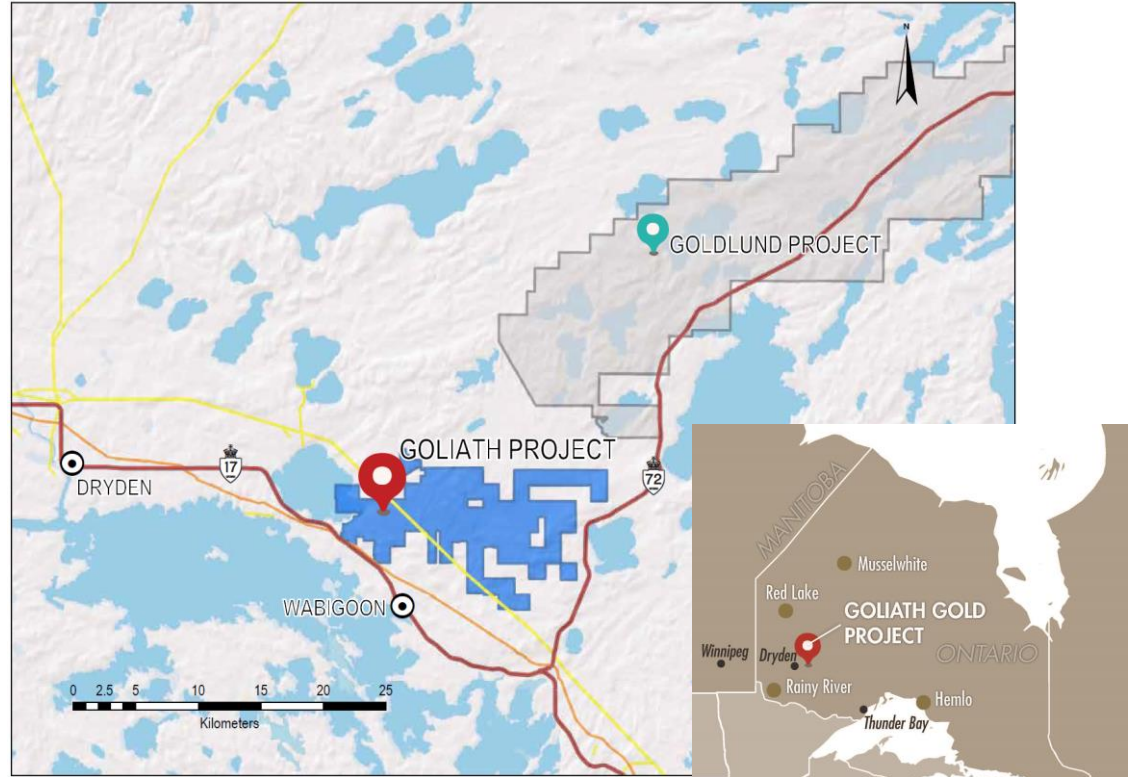 N
GOLDLUND PROJECT
GOLIATH PROJECT
17
DRYDEN
72
WABIGOON
0 2.5 5 10 15 20 25
Kilometers
MANITOBA
Musselwhite
Red Lake
GOLIATH GOLD
PROJECT
ONTARIO
Winnipeg
Dryden
Rainy River
Hemlo
Thunder Bay